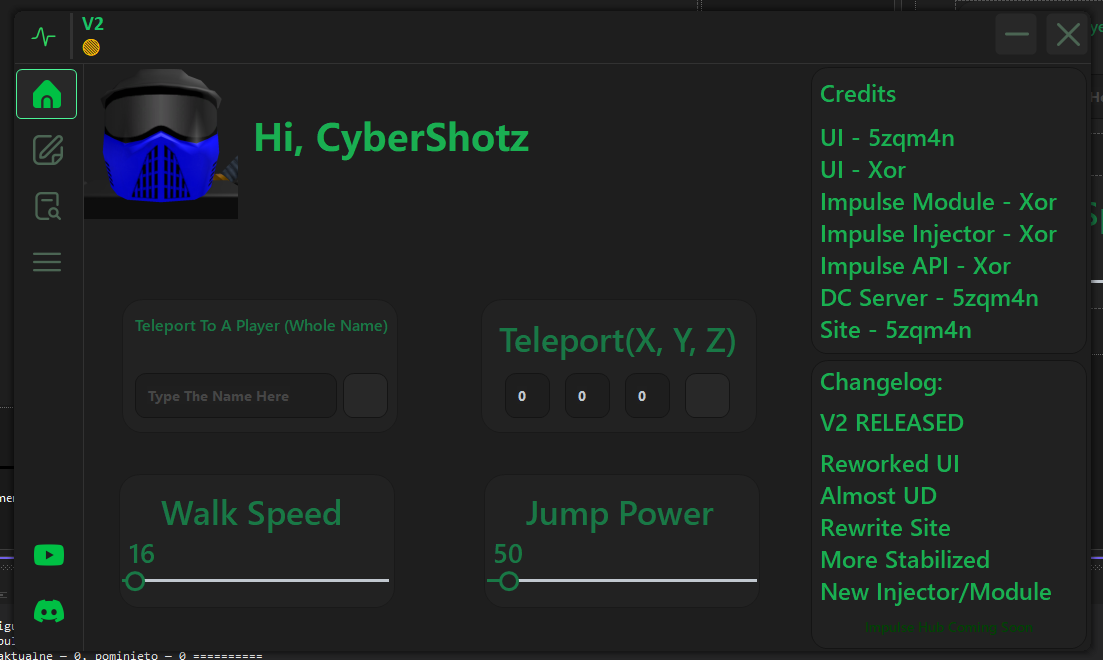 V2
Hi, CyberShotz
Teleport To A Player (Whole Name)
Type The Name Here
Teleport(X, Y, Z)
0
0
0
Walk Speed
16
Jump Power
50
Credits
UI - 5zqm4n
UI - Xor
Impulse Module - Xor
Impulse Injector - Xor
Impulse API - Xor
DC Server - 5zqm4n
Site - 5zqm4n
Changelog:
V2 RELEASED
Reworked UI
Almost UD
Rewrite Site
More Stabilized
New Injector/Module
Impulse Hub Coming Soon
aktualne — 0, pominięto — 0 ==========